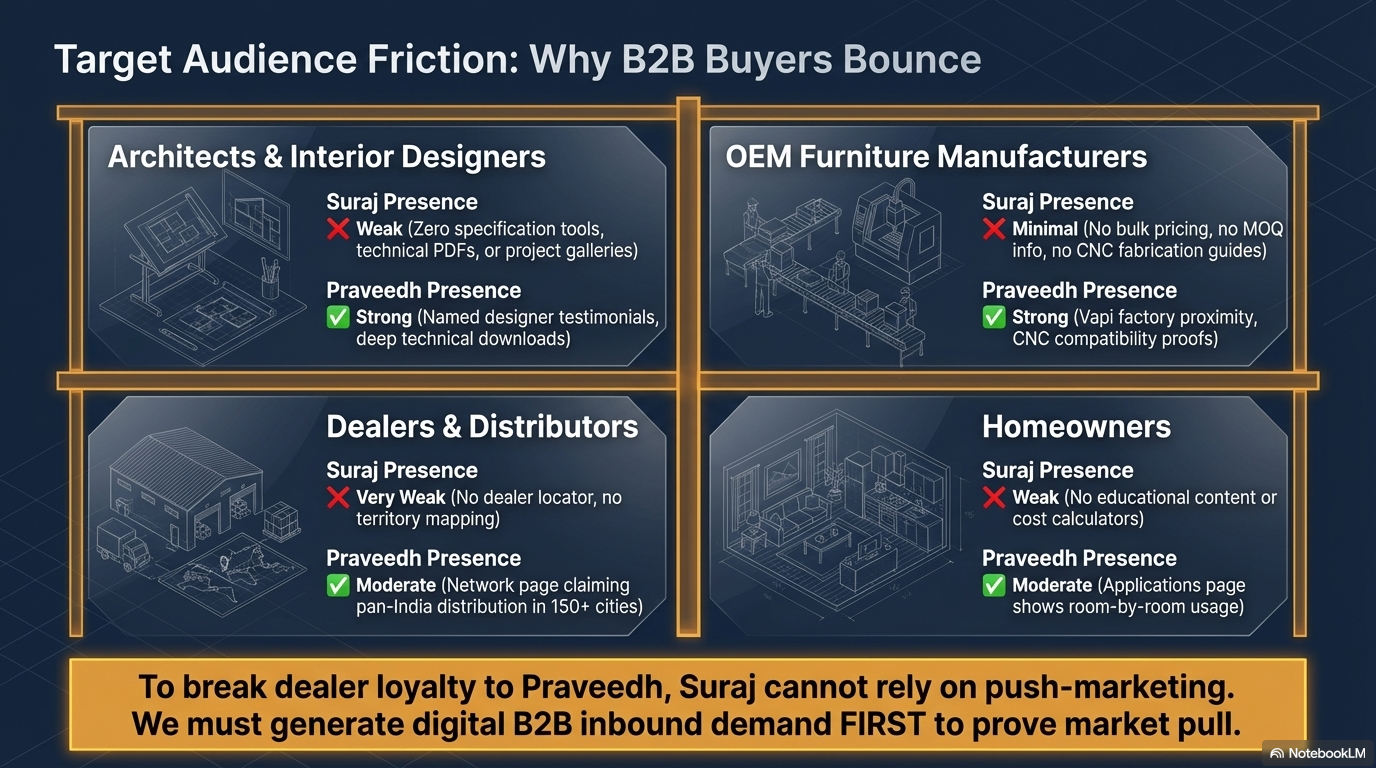 Target Audience Friction: Why B2B Buyers Bounce
Architects & Interior Designers
Suraj Presence
❌ Weak (Zero specification tools,
technical PDFs, or project galleries)
Praveedh Presence
✅ Strong (Named designer testimonials,
deep technical downloads)
OEM Furniture Manufacturers
Suraj Presence
❌ Minimal (No bulk pricing, no MOQ
info, no CNC fabrication guides)
Praveedh Presence
✅ Strong (Vapi factory proximity,
CNC compatibility proofs)
Dealers & Distributors
Suraj Presence
❌ Very Weak (No dealer locator, no
territory mapping)
Praveedh Presence
✅ Moderate (Network page claiming
pan-India distribution in 150+ cities)
Homeowners
Suraj Presence
❌ Weak (No educational content or
cost calculators)
Praveedh Presence
✅ Moderate (Applications page
shows room-by-room usage)
To break dealer loyalty to Praveedh, Suraj cannot rely on push-marketing.
We must generate digital B2B inbound demand FIRST to prove market pull.
NotebookLM